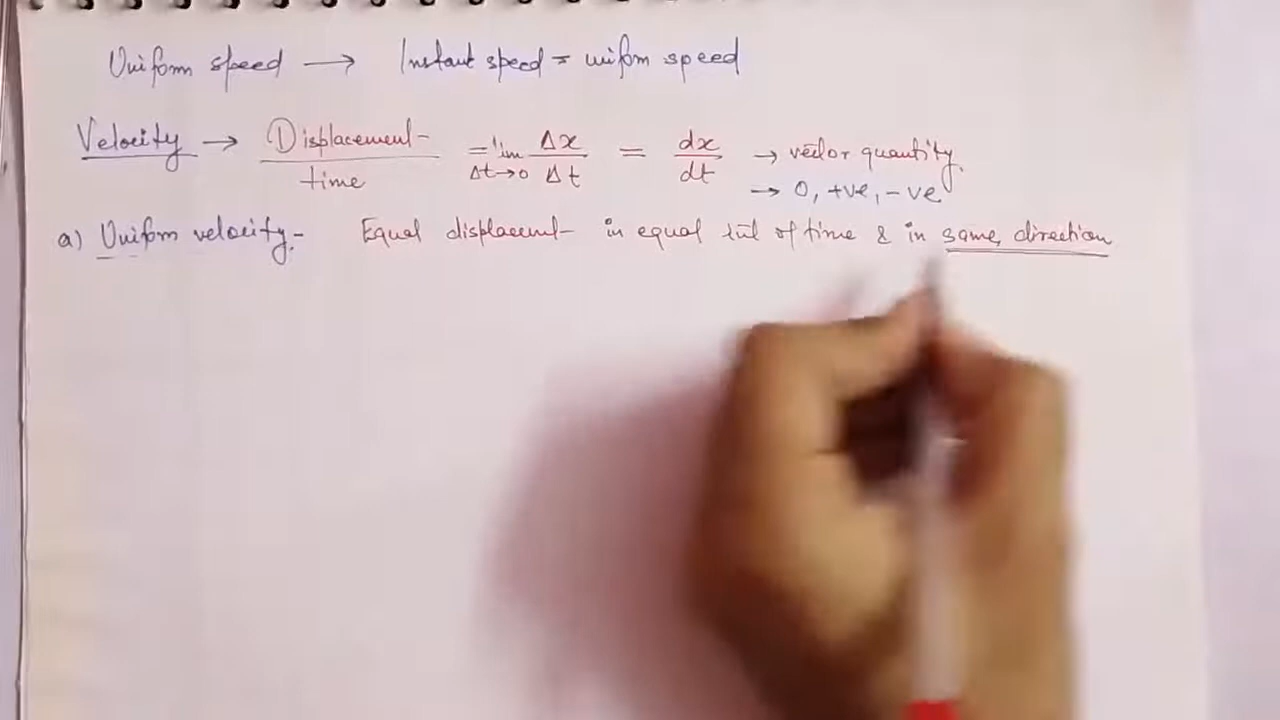 Uniform speed → Instant speed = uniform speed
Velocity → Displacement / time = lim Δt→0 Δx/Δt = dx/dt → vector quantity
→ 0, +ve, -ve
a) Uniform velocity:- Equal displacement in equal of time & in same direction